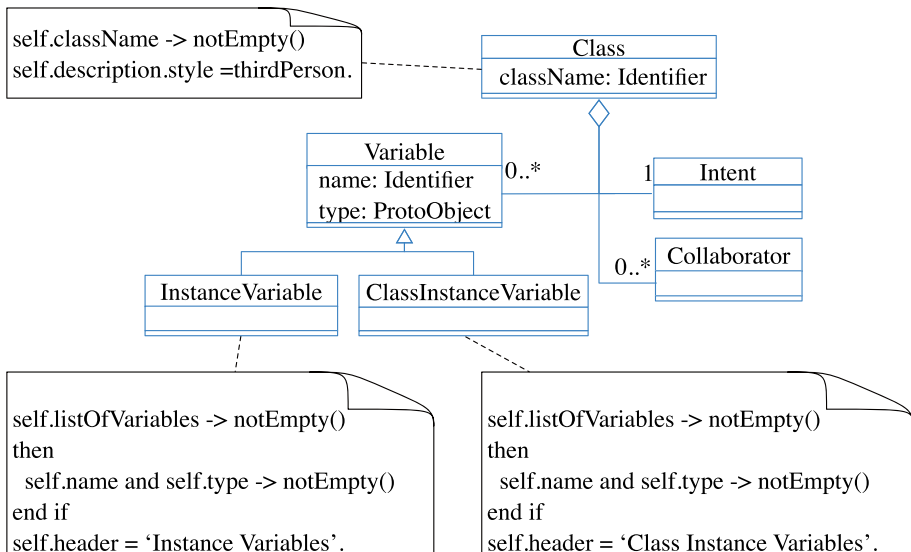 self.className -> notEmpty()
self.description.style =thirdPerson.
Class
className: Identifier
Variable
name: Identifier
type: ProtoObject
0..*
1
Intent
0..*
Collaborator
InstanceVariable
ClassInstanceVariable
self.listOfVariables -> notEmpty()
then
self.name and self.type -> notEmpty()
end if
self.header = ‘Instance Variables’.
self.listOfVariables -> notEmpty()
then
self.name and self.type -> notEmpty()
end if
self.header = ‘Class Instance Variables’.